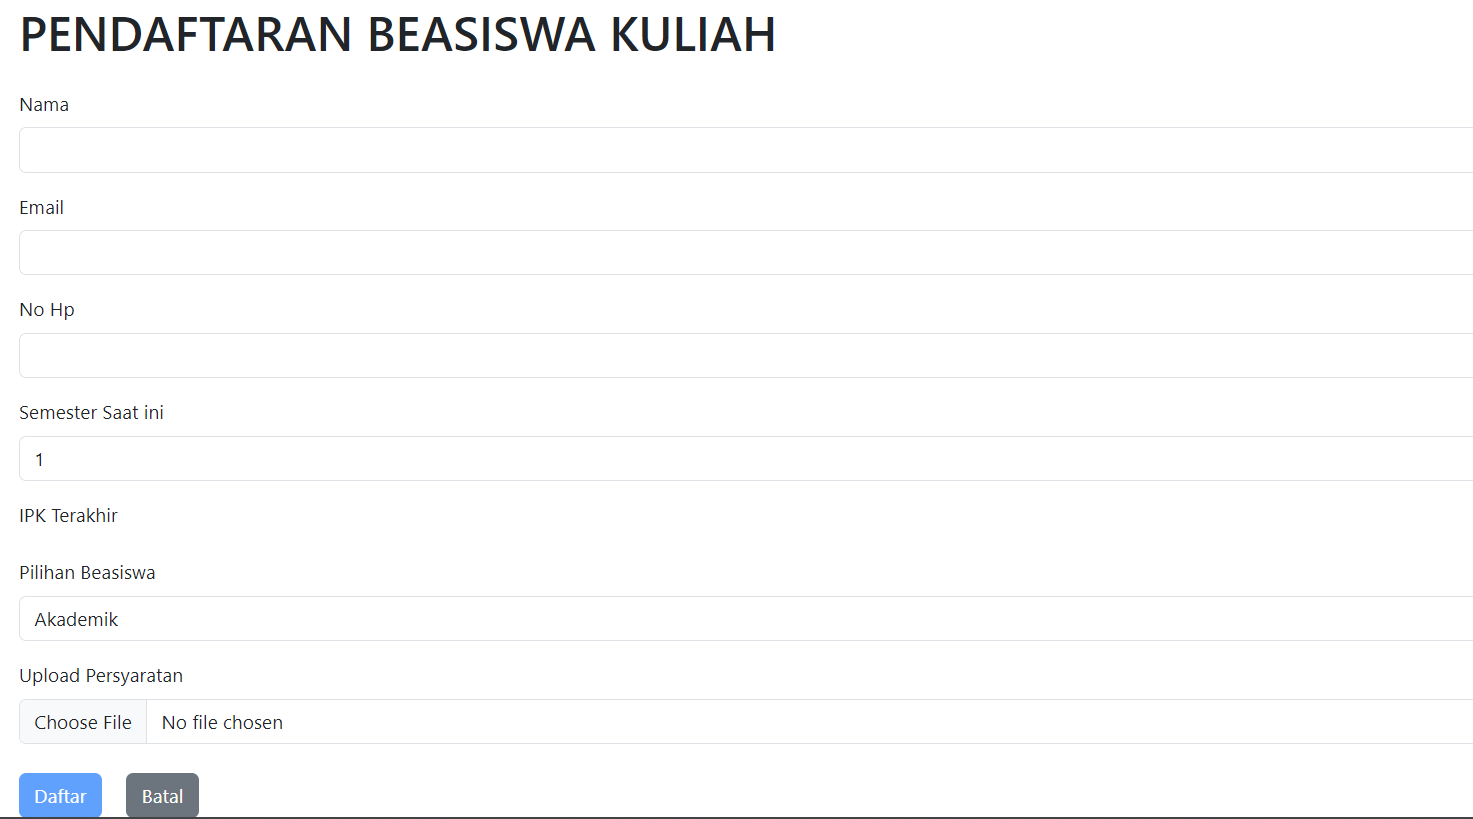 PENDAFTARAN BEASISWA KULIAH
Nama
Email
No Hp
Semester Saat ini
1
IPK Terakhir
Pilihan Beasiswa
Akademik
Upload Persyaratan
Choose File No file chosen
Daftar Batal